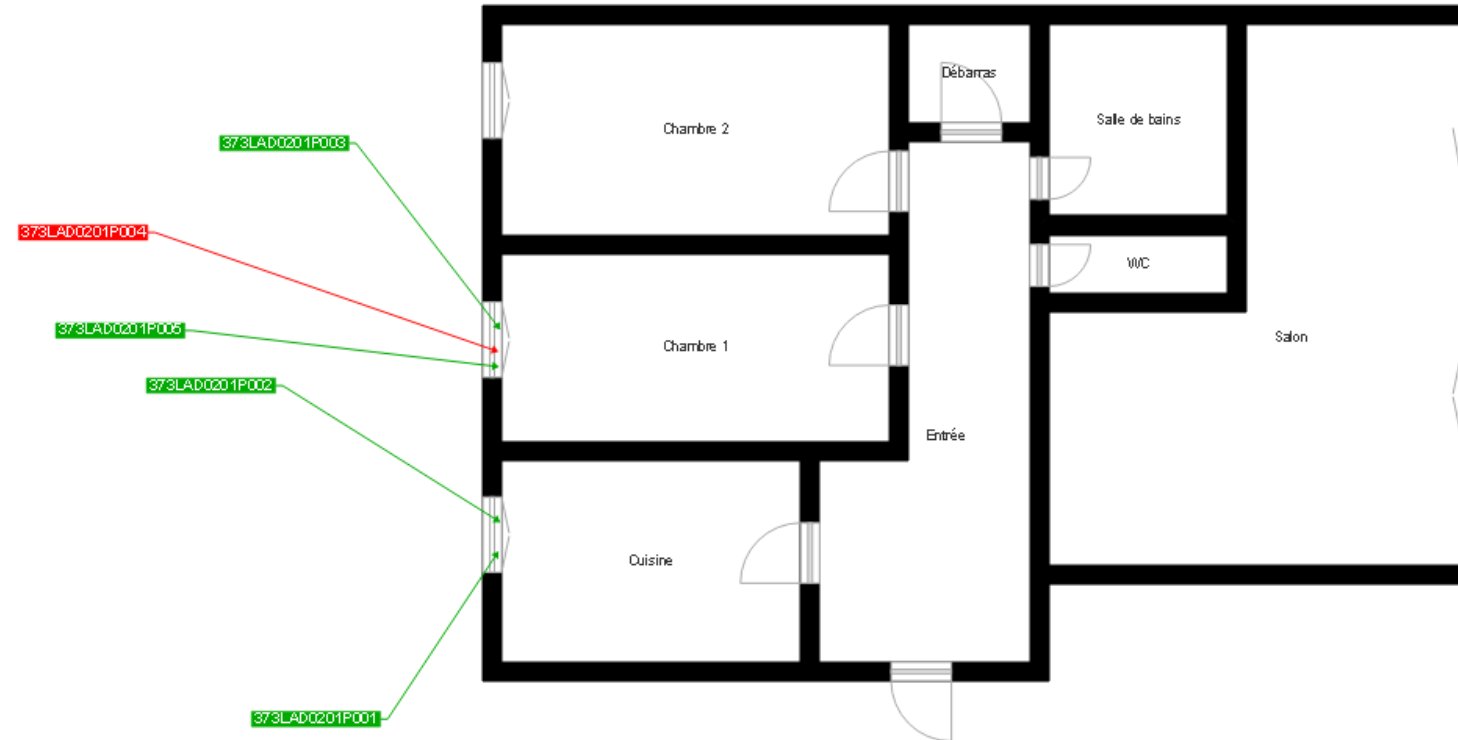 Débarras
Salle de bains
Chambre 2
373LAD0201P003
373LAD0201P004
WC
373LAD0201P005
Salon
Chambre 1
373LAD0201P002
Entrée
Cuisine
373LAD0201P001